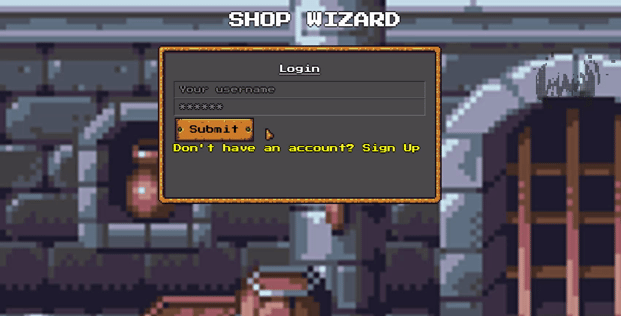 SHOP WIZARD
Login
Your username
******
Submit
Don't have an account? Sign Up